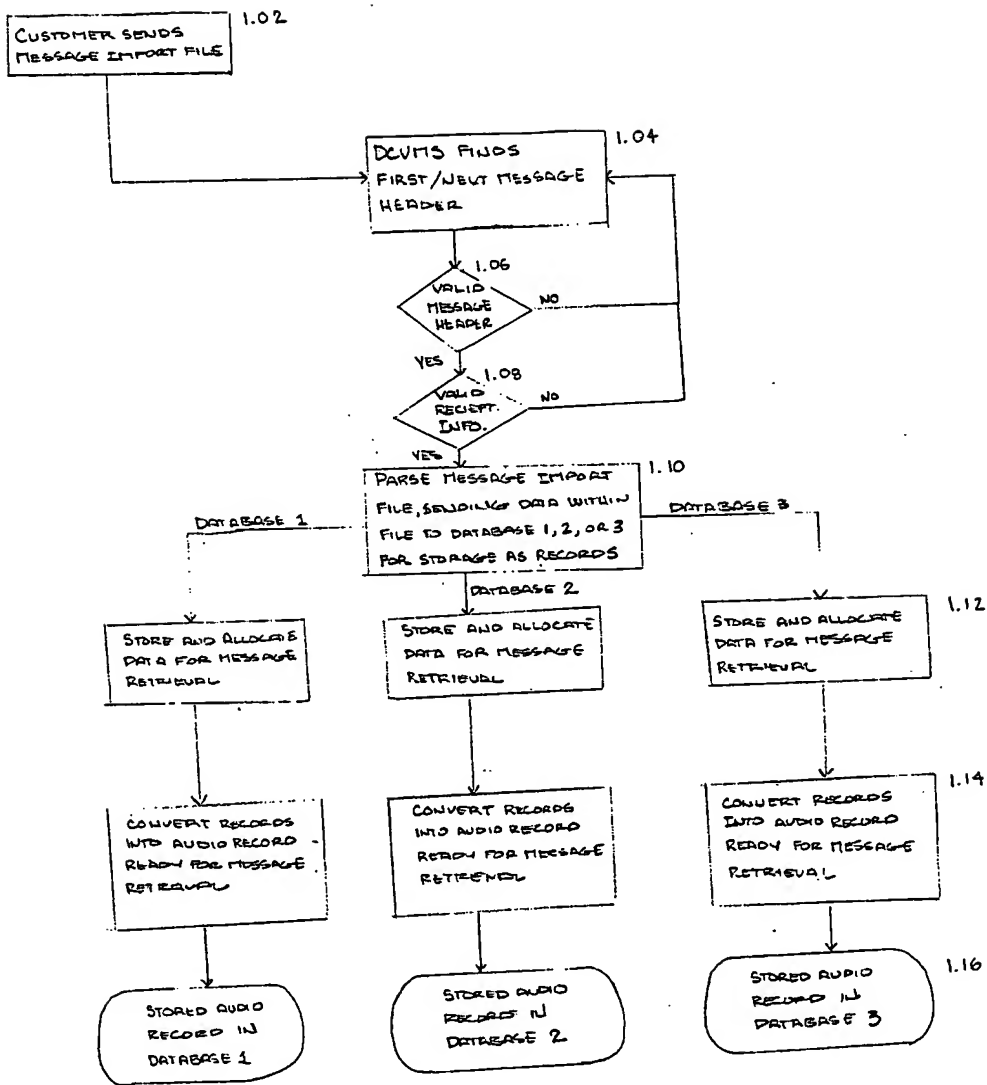 1.02
CUSTOMER SENDS
MESSAGE IMPORT FILE
1.04
DCVMS FINDS
FIRST/NEXT MESSAGE
HEADER
1.06
VALID
MESSAGE
HEADER
NO
YES
1.08
VALID
RECIEPT.
INFO.
NO
YES
1.10
PARSE MESSAGE IMPORT
FILE, SENDING DATA WITHIN
FILE TO DATABASE 1, 2, OR 3
FOR STORAGE AS RECORDS
DATABASE 1
DATABASE 3
DATABASE 2
STORE AND ALLOCATE
DATA FOR MESSAGE
RETRIEVAL
STORE AND ALLOCATE
DATA FOR MESSAGE
RETRIEVAL
1.12
STORE AND ALLOCATE
DATA FOR MESSAGE
RETRIEVAL
CONVERT RECORDS
INTO AUDIO RECORD
READY FOR MESSAGE
RETRIEVAL
CONVERT RECORDS
INTO AUDIO RECORD
READY FOR MESSAGE
RETRIEVAL
1.14
CONVERT RECORDS
INTO AUDIO RECORD
READY FOR MESSAGE
RETRIEVAL
STORED AUDIO
RECORD IN
DATABASE 1
STORED AUDIO
RECORD IN
DATABASE 2
1.16
STORED AUDIO
RECORD IN
DATABASE 3